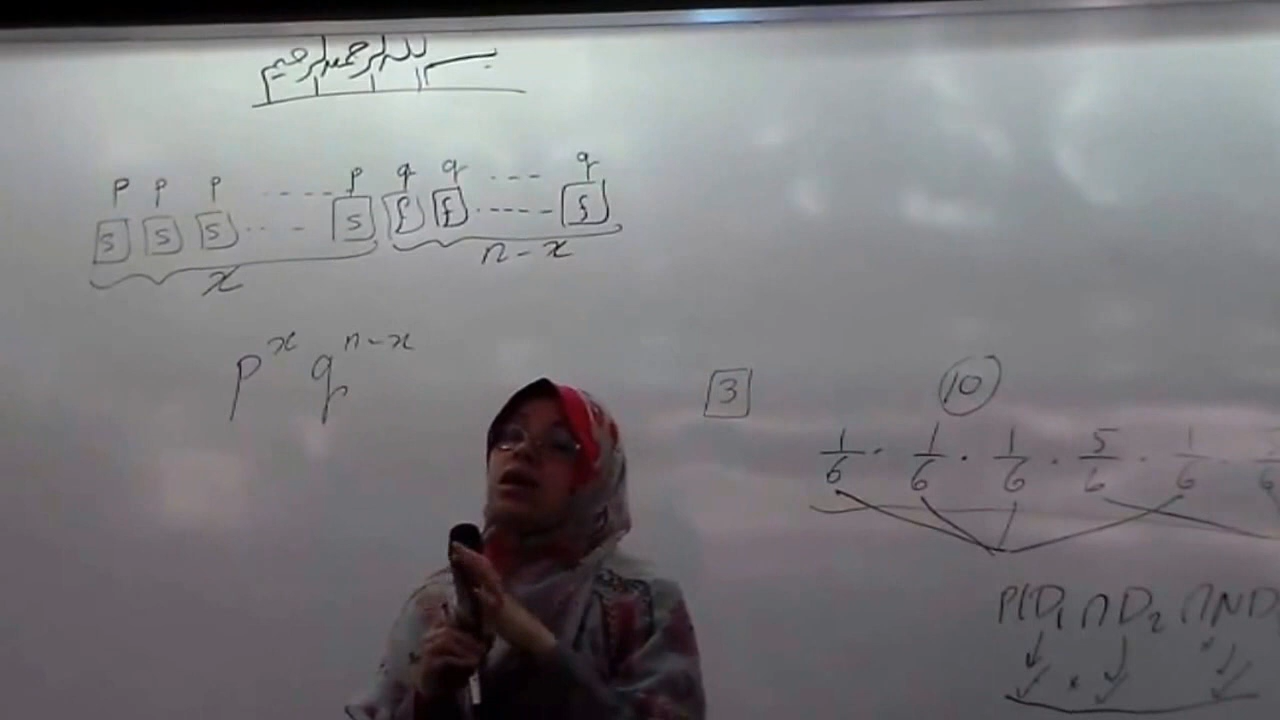 بسم الله الرحمن الرحيم
p p p ----- p q q --- q
s s s -- - s f f ----- f
x n-x
p^x q^{n-x}
3 10
1/6 . 1/6 . 1/6 . 5/6 . 1/6 . 5
P(D₁ ∩ D₂ ∩ ND
✓ × ✓ ✓